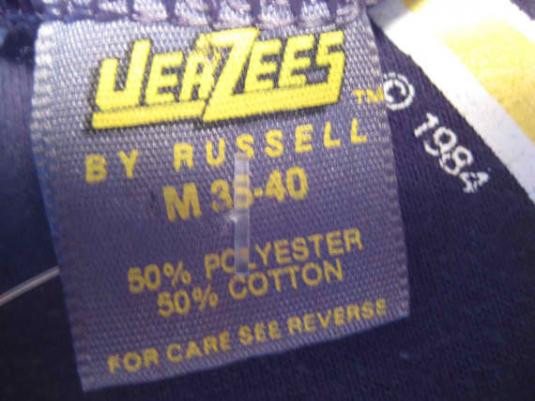 JERZEES ™
BY RUSSELL
M 38-40
50% POLYESTER
50% COTTON
FOR CARE SEE REVERSE
© 1984